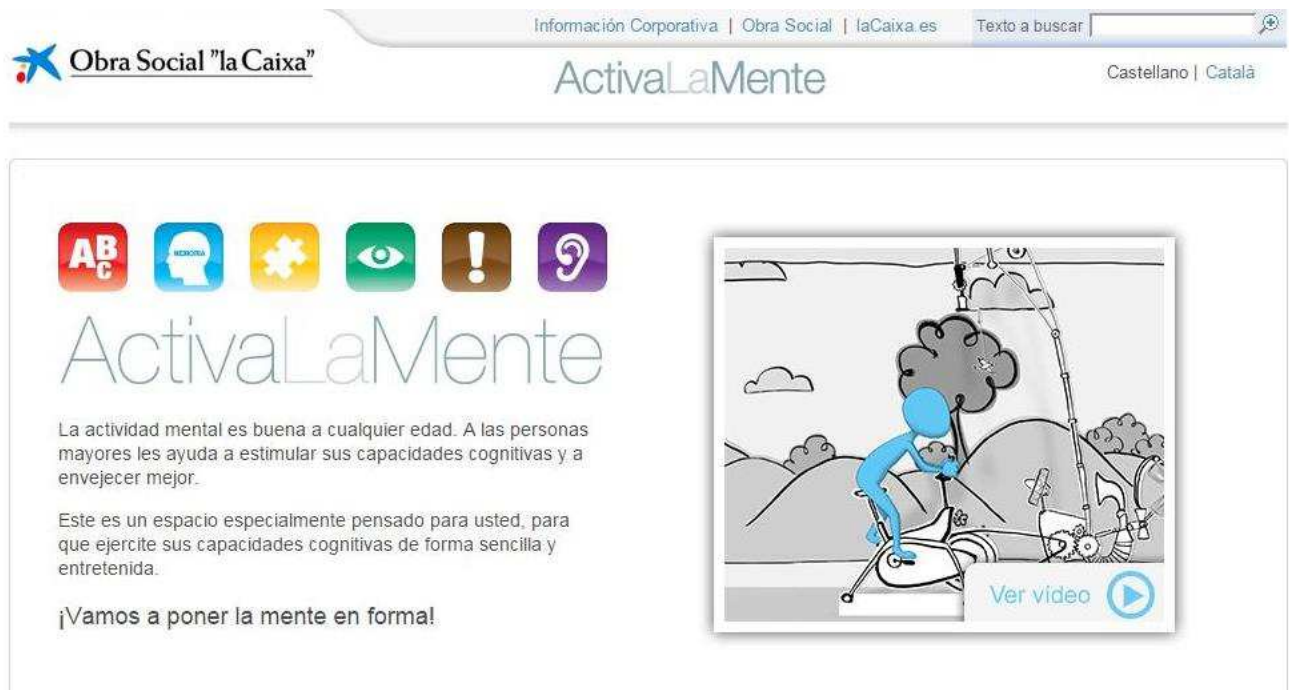 Información Corporativa | Obra Social | laCaixa.es Texto a buscar
Obra Social "la Caixa"
ActivaLaMente
Castellano | Català
ABC
MEMORIA
!
ActivaLaMente
La actividad mental es buena a cualquier edad. A las personas
mayores les ayuda a estimular sus capacidades cognitivas y a
envejecer mejor.
Este es un espacio especialmente pensado para usted, para
que ejercite sus capacidades cognitivas de forma sencilla y
entretenida.
¡Vamos a poner la mente en forma!
Ver vídeo